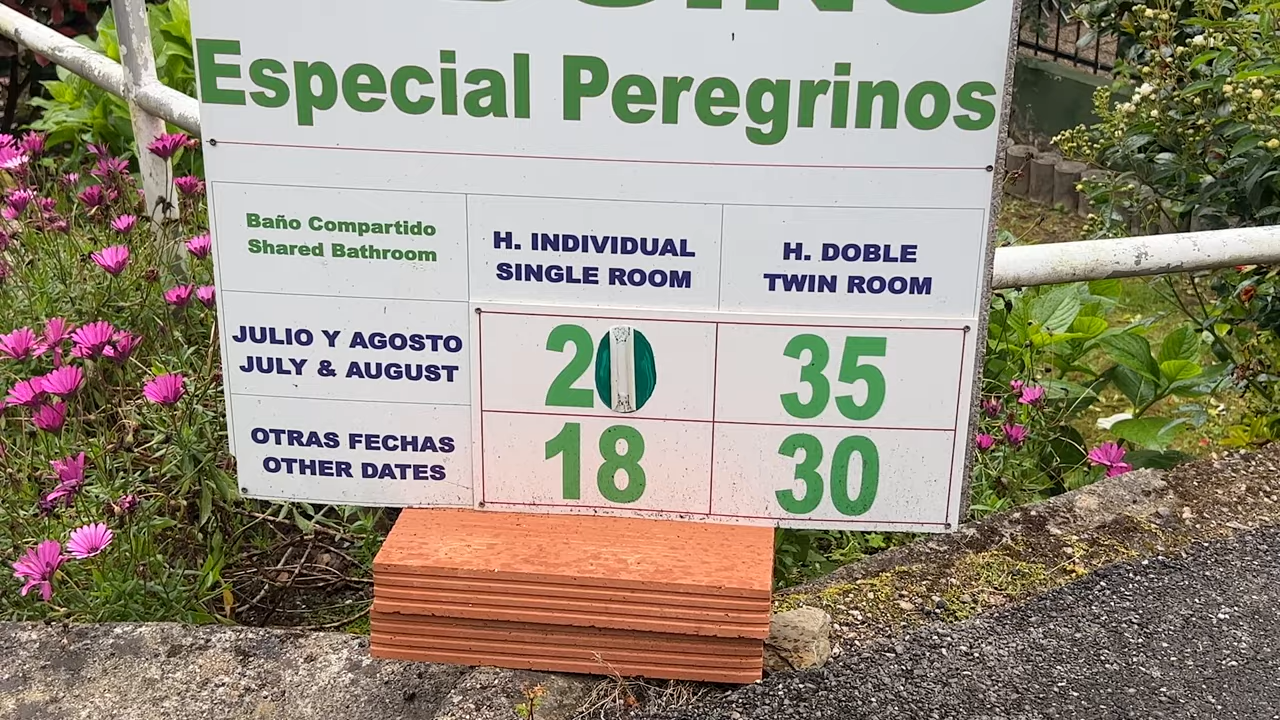 Especial Peregrinos
Baño Compartido
Shared Bathroom
H. INDIVIDUAL
SINGLE ROOM
H. DOBLE
TWIN ROOM
JULIO Y AGOSTO
JULY & AUGUST
20
35
OTRAS FECHAS
OTHER DATES
18
30